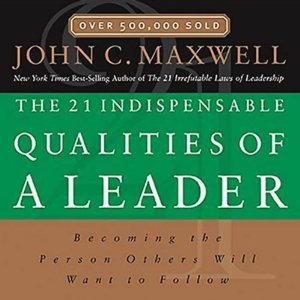 OVER 500,000 SOLD
JOHN C. MAXWELL
New York Times Best-Selling Author of The 21 Irrefutable Laws of Leadership
THE 21 INDISPENSABLE
QUALITIES OF
A LEADER
Becoming the
Person Others Will
Want to Follow